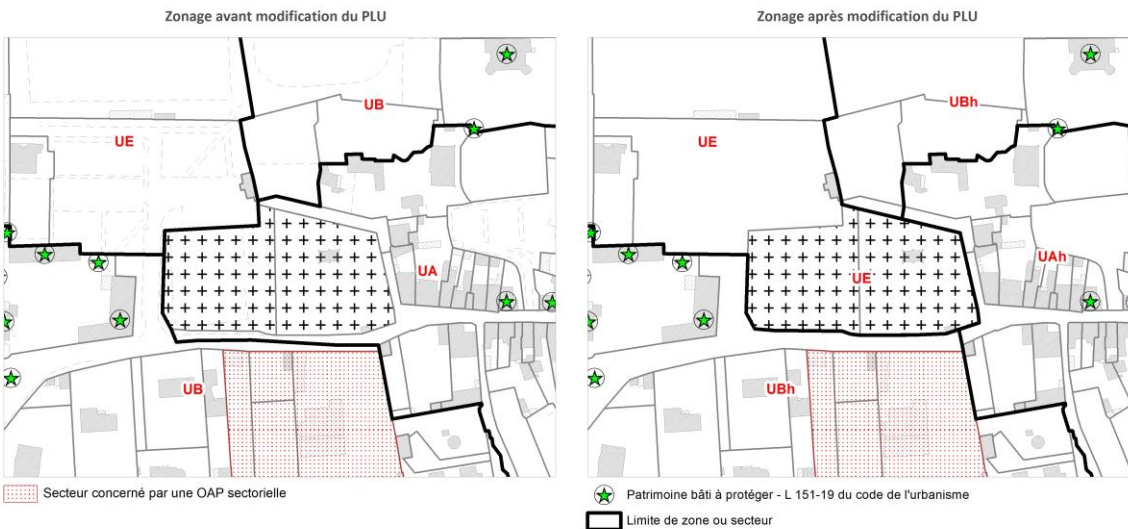 Zonage avant modification du PLU
UB
UE
UA
UB
Secteur concerné par une OAP sectorielle
Zonage après modification du PLU
UBh
UE
UAh
UE
UBh
Patrimoine bâti à protéger - L 151-19 du code de l'urbanisme
Limite de zone ou secteur